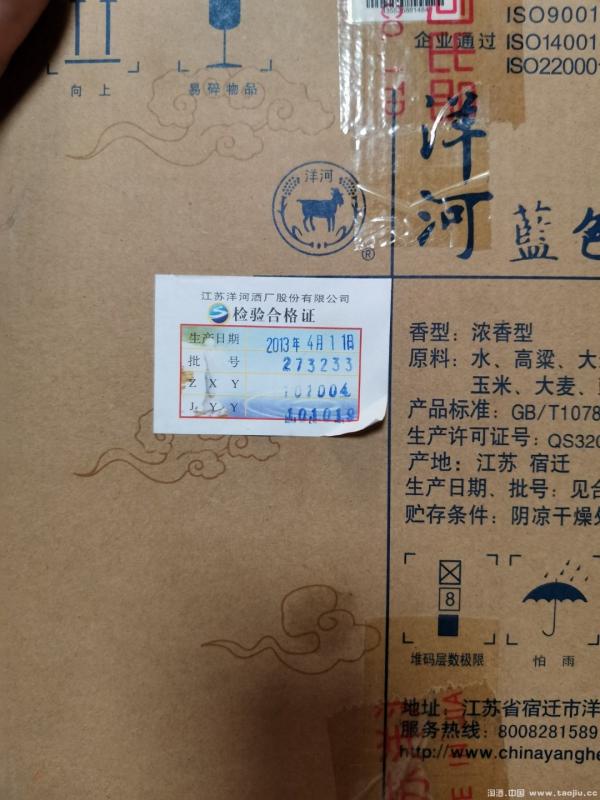 向上
易碎物品
企业通过
ISO9001
ISO14001
ISO22000
洋河
洋河
蓝色
®
江苏洋河酒厂股份有限公司
检验合格证
生产日期 2013年4月11日
批号 273233
Z X Y 101004
J Y Y 101019
香型：浓香型
原料：水、高粱、大
玉米、大麦、
产品标准：GB/T1078
生产许可证号：QS320
产地：江苏 宿迁
生产日期、批号：见合
贮存条件：阴凉干燥处
8
堆码层数极限
怕雨
地址：江苏省宿迁市洋
服务热线：8008281589
http://www.chinayanghe
淘酒.中国 www.taojiu.cc